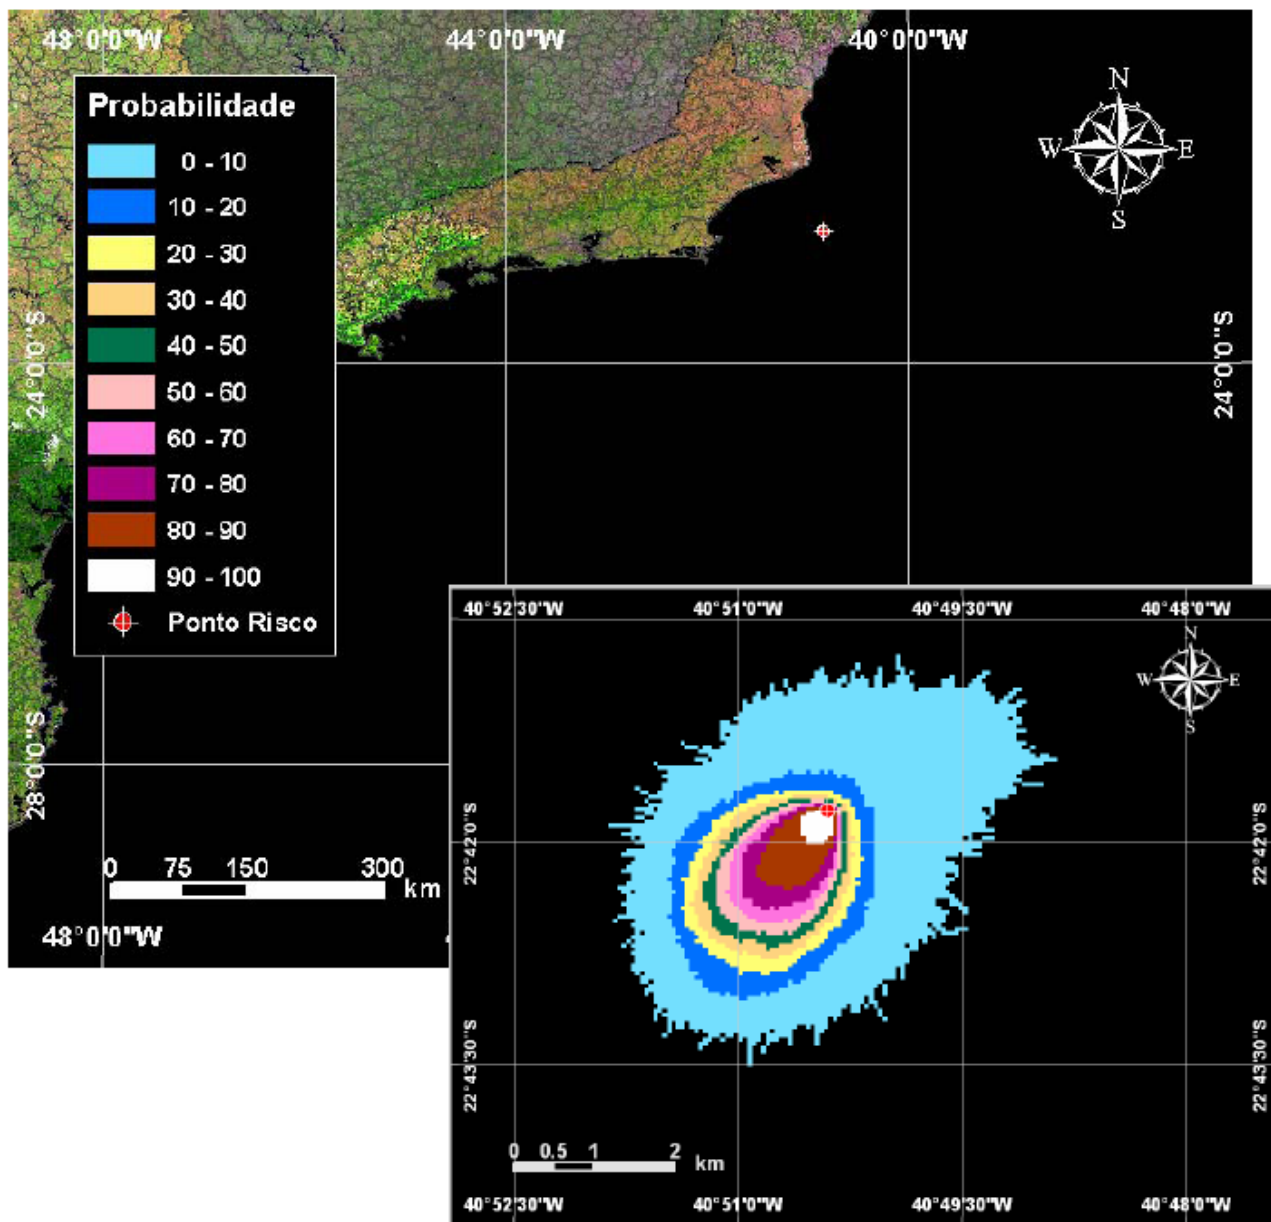 48°0'0"W 44°0'0"W 40°0'0"W
Probabilidade
0 - 10
10 - 20
20 - 30
30 - 40
40 - 50
50 - 60
60 - 70
70 - 80
80 - 90
90 - 100
Ponto Risco
N
W E
S
24°0'0"S
24°0'0"S
28°0'0"S
0 75 150 300
km
48°0'0"W
40°52'30"W 40°51'0"W 40°49'30"W 40°48'0"W
N
W E
S
22°42'0"S
22°42'0"S
22°43'30"S
22°43'30"S
0 0.5 1 2
km
40°52'30"W 40°51'0"W 40°49'30"W 40°48'0"W